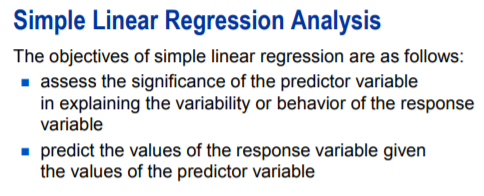 Simple Linear Regression Analysis
The objectives of simple linear regression are as follows:
▪ assess the significance of the predictor variable
in explaining the variability or behavior of the response
variable
▪ predict the values of the response variable given
the values of the predictor variable